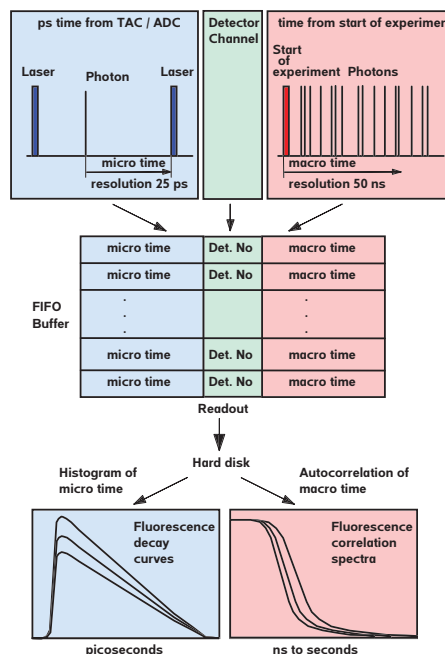 ps time from TAC / ADC
Detector
Channel
time from start of experiment
Laser
Photon
Laser
micro time
resolution 25 ps
Start
of
experiment
Photons
macro time
resolution 50 ns
micro time Det. No macro time
micro time Det. No macro time
FIFO
Buffer
micro time Det. No macro time
micro time Det. No macro time
Readout
Hard disk
Histogram of
micro time
Autocorrelation of
macro time
Fluorescence
decay
curves
Fluorescence
correlation
spectra
picoseconds
ns to seconds